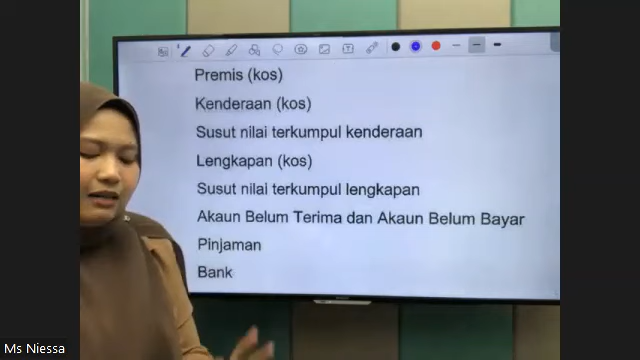 Premis (kos)
Kenderaan (kos)
Susut nilai terkumpul kenderaan
Lengkapan (kos)
Susut nilai terkumpul lengkapan
Akaun Belum Terima dan Akaun Belum Bayar
Pinjaman
Bank
Ms Niessa